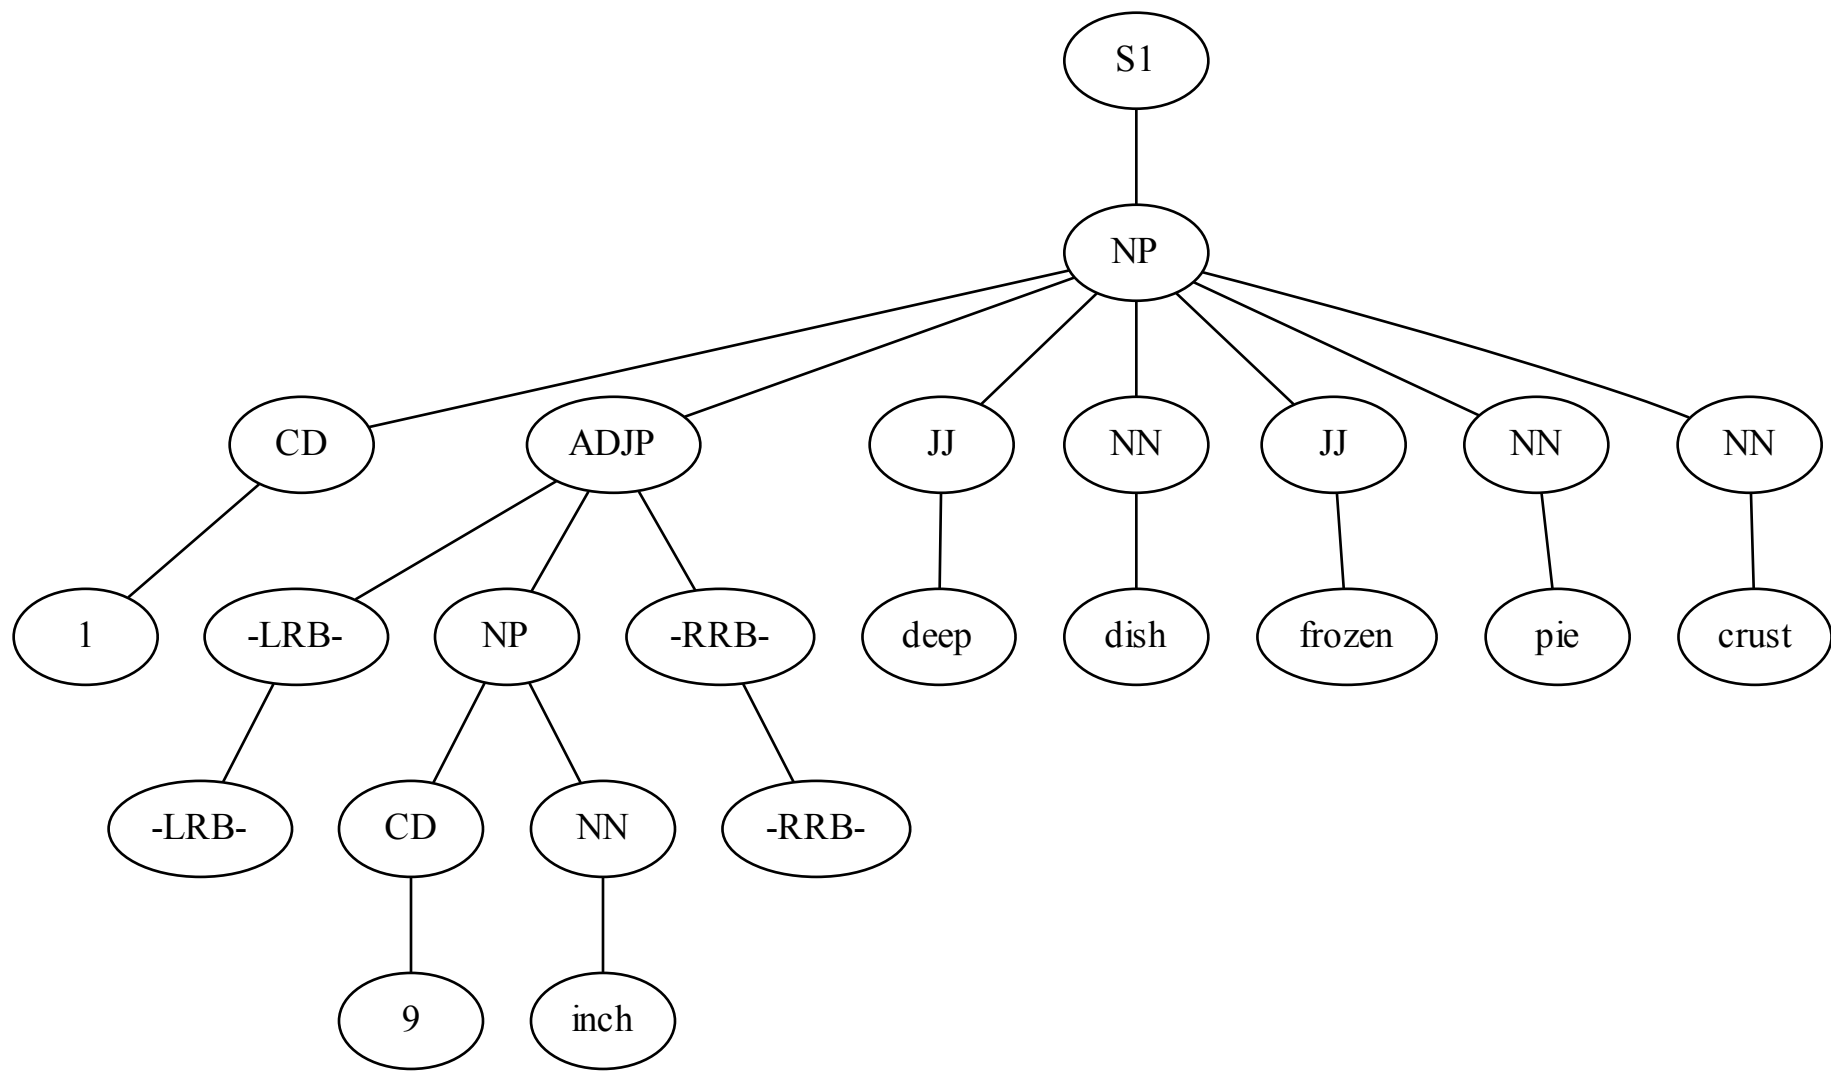 S1
NP
CD ADJP JJ NN JJ NN NN
1 -LRB- NP -RRB- deep dish frozen pie crust
-LRB- CD NN -RRB-
9 inch